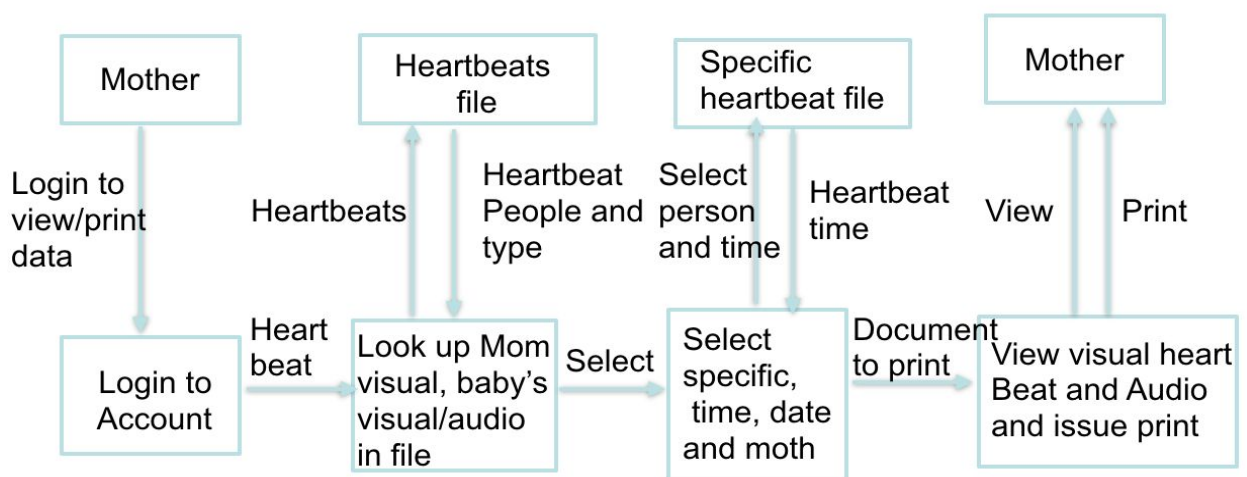 Mother
Heartbeats
file
Specific
heartbeat file
Mother
Login to
view/print
data
Heartbeats
Heartbeat
People and
type
Select
person
and time
Heartbeat
time
View
Print
Login to
Account
Heart
beat
Look up Mom
visual, baby’s
visual/audio
in file
Select
Select
specific,
time, date
and moth
Document
to print
View visual heart
Beat and Audio
and issue print